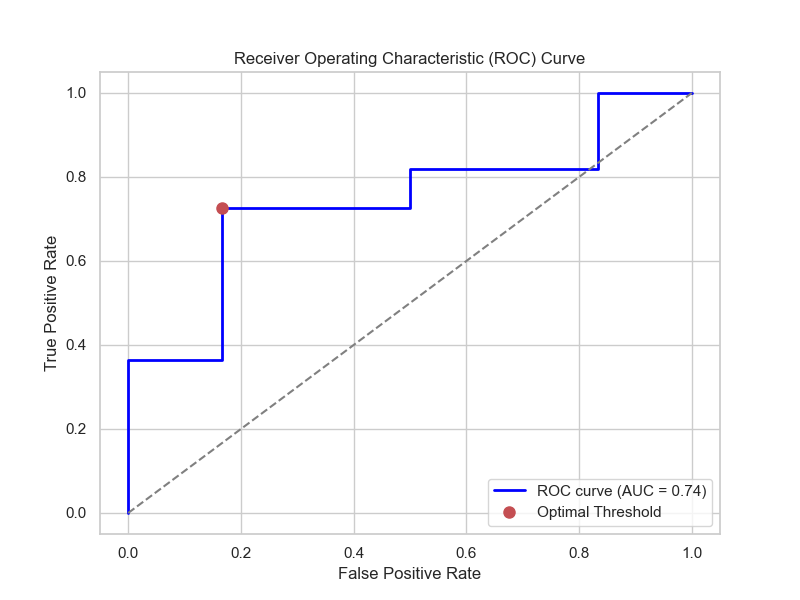 Receiver Operating Characteristic (ROC) Curve
1.0
0.8
0.6
0.4
0.2
0.0
True Positive Rate
0.0 0.2 0.4 0.6 0.8 1.0
False Positive Rate
ROC curve (AUC = 0.74)
Optimal Threshold